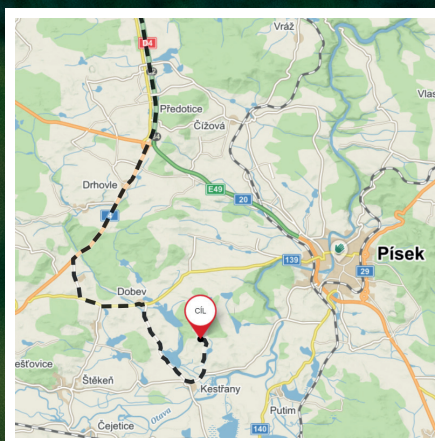 Vráž
D4
Předotice
Čížová
Vlas
Drhovle
E49
4
20
139
Písek
29
Dobev
CÍL
ešťovice
Štěkeň
Kestřany
Otava
Putim
Čejetice
140